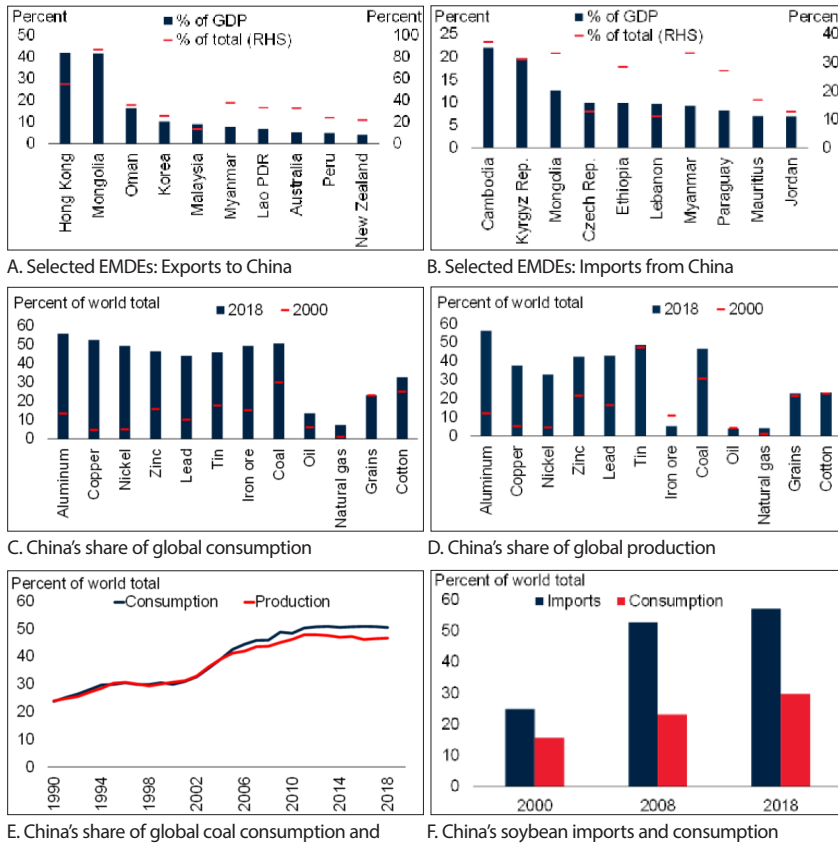 Percent
% of GDP
% of total (RHS)
Percent
50
40
30
20
10
0
100
80
60
40
20
0
Hong Kong
Mongolia
Oman
Korea
Malaysia
Myanmar
Lao PDR
Australia
Peru
New Zealand
A. Selected EMDEs: Exports to China
Percent
% of GDP
% of total (RHS)
Percent
25
20
15
10
5
0
40
30
20
10
0
Cambodia
Kyrgyz Rep.
Mongolia
Czech Rep.
Ethiopia
Lebanon
Myanmar
Paraguay
Mauritius
Jordan
B. Selected EMDEs: Imports from China
Percent of world total
2018
2000
60
50
40
30
20
10
0
Aluminum
Copper
Nickel
Zinc
Lead
Tin
Iron ore
Coal
Oil
Natural gas
Grains
Cotton
C. China's share of global consumption
Percent of world total
2018
2000
60
50
40
30
20
10
0
Aluminum
Copper
Nickel
Zinc
Lead
Tin
Iron ore
Coal
Oil
Natural gas
Grains
Cotton
D. China's share of global production
Percent of world total
Consumption
Production
60
50
40
30
20
10
0
1990
1994
1998
2002
2006
2010
2014
2018
E. China's share of global coal consumption and
Percent of world total
Imports
Consumption
60
50
40
30
20
10
0
2000
2008
2018
F. China's soybean imports and consumption